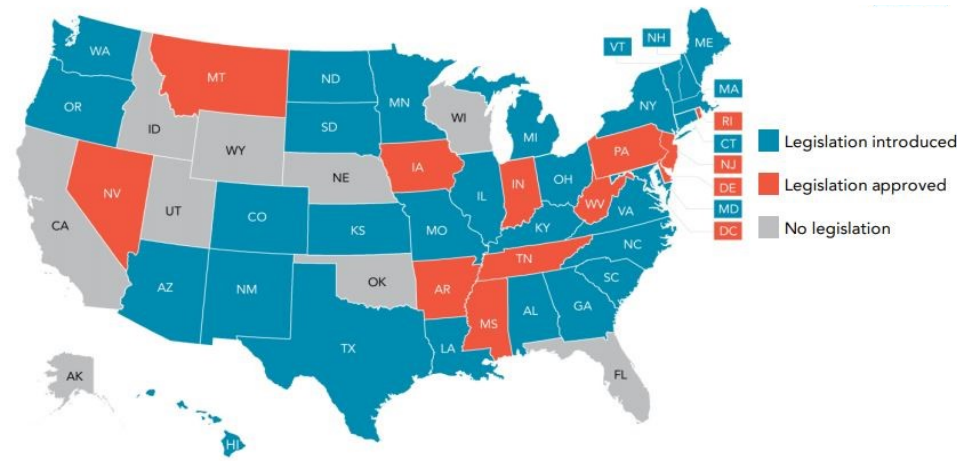 NH
VT
ME
WA
MT
ND
MN
OR
ID
SD
WI
MI
NY
MA
RI
CT
WY
IA
PA
NJ
NE
IL
IN
OH
DE
NV
UT
CO
KS
MO
KY
WV
VA
MD
DC
CA
OK
TN
NC
AZ
NM
AR
SC
MS
AL
GA
TX
LA
AK
FL
HI
Legislation introduced
Legislation approved
No legislation